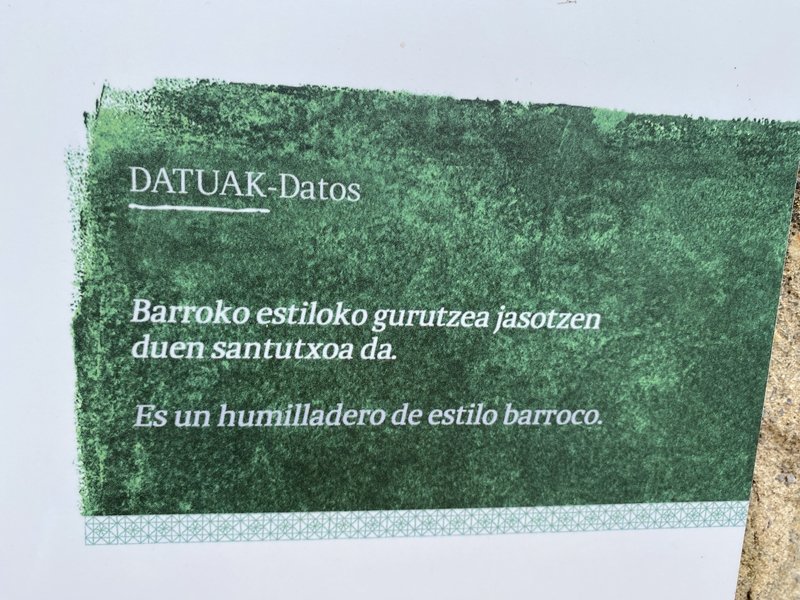 DATUAK-Datos
Barroko estiloko gurutzea jasotzen
duen santutxoa da.
Es un humilladero de estilo barroco.